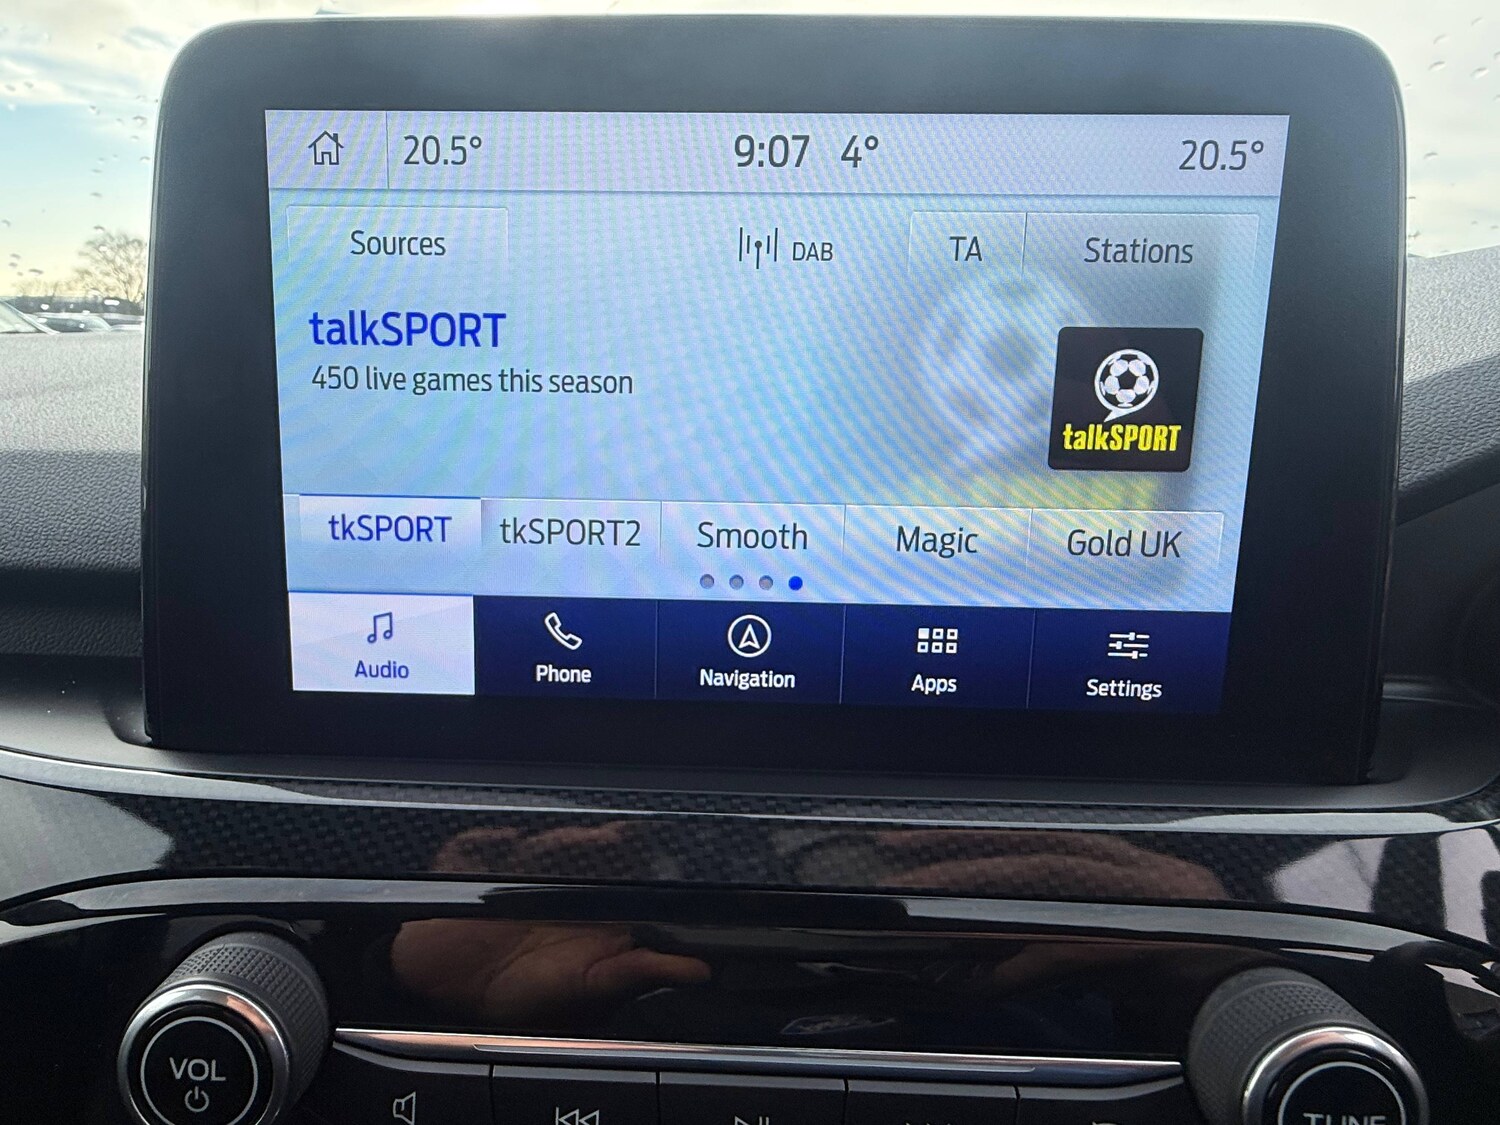 20.5° 9:07 4° 20.5°
Sources DAB TA Stations
talkSPORT
450 live games this season
talkSPORT
tkSPORT tkSPORT2 Smooth Magic Gold UK
Audio Phone Navigation Apps Settings
VOL
TUNE